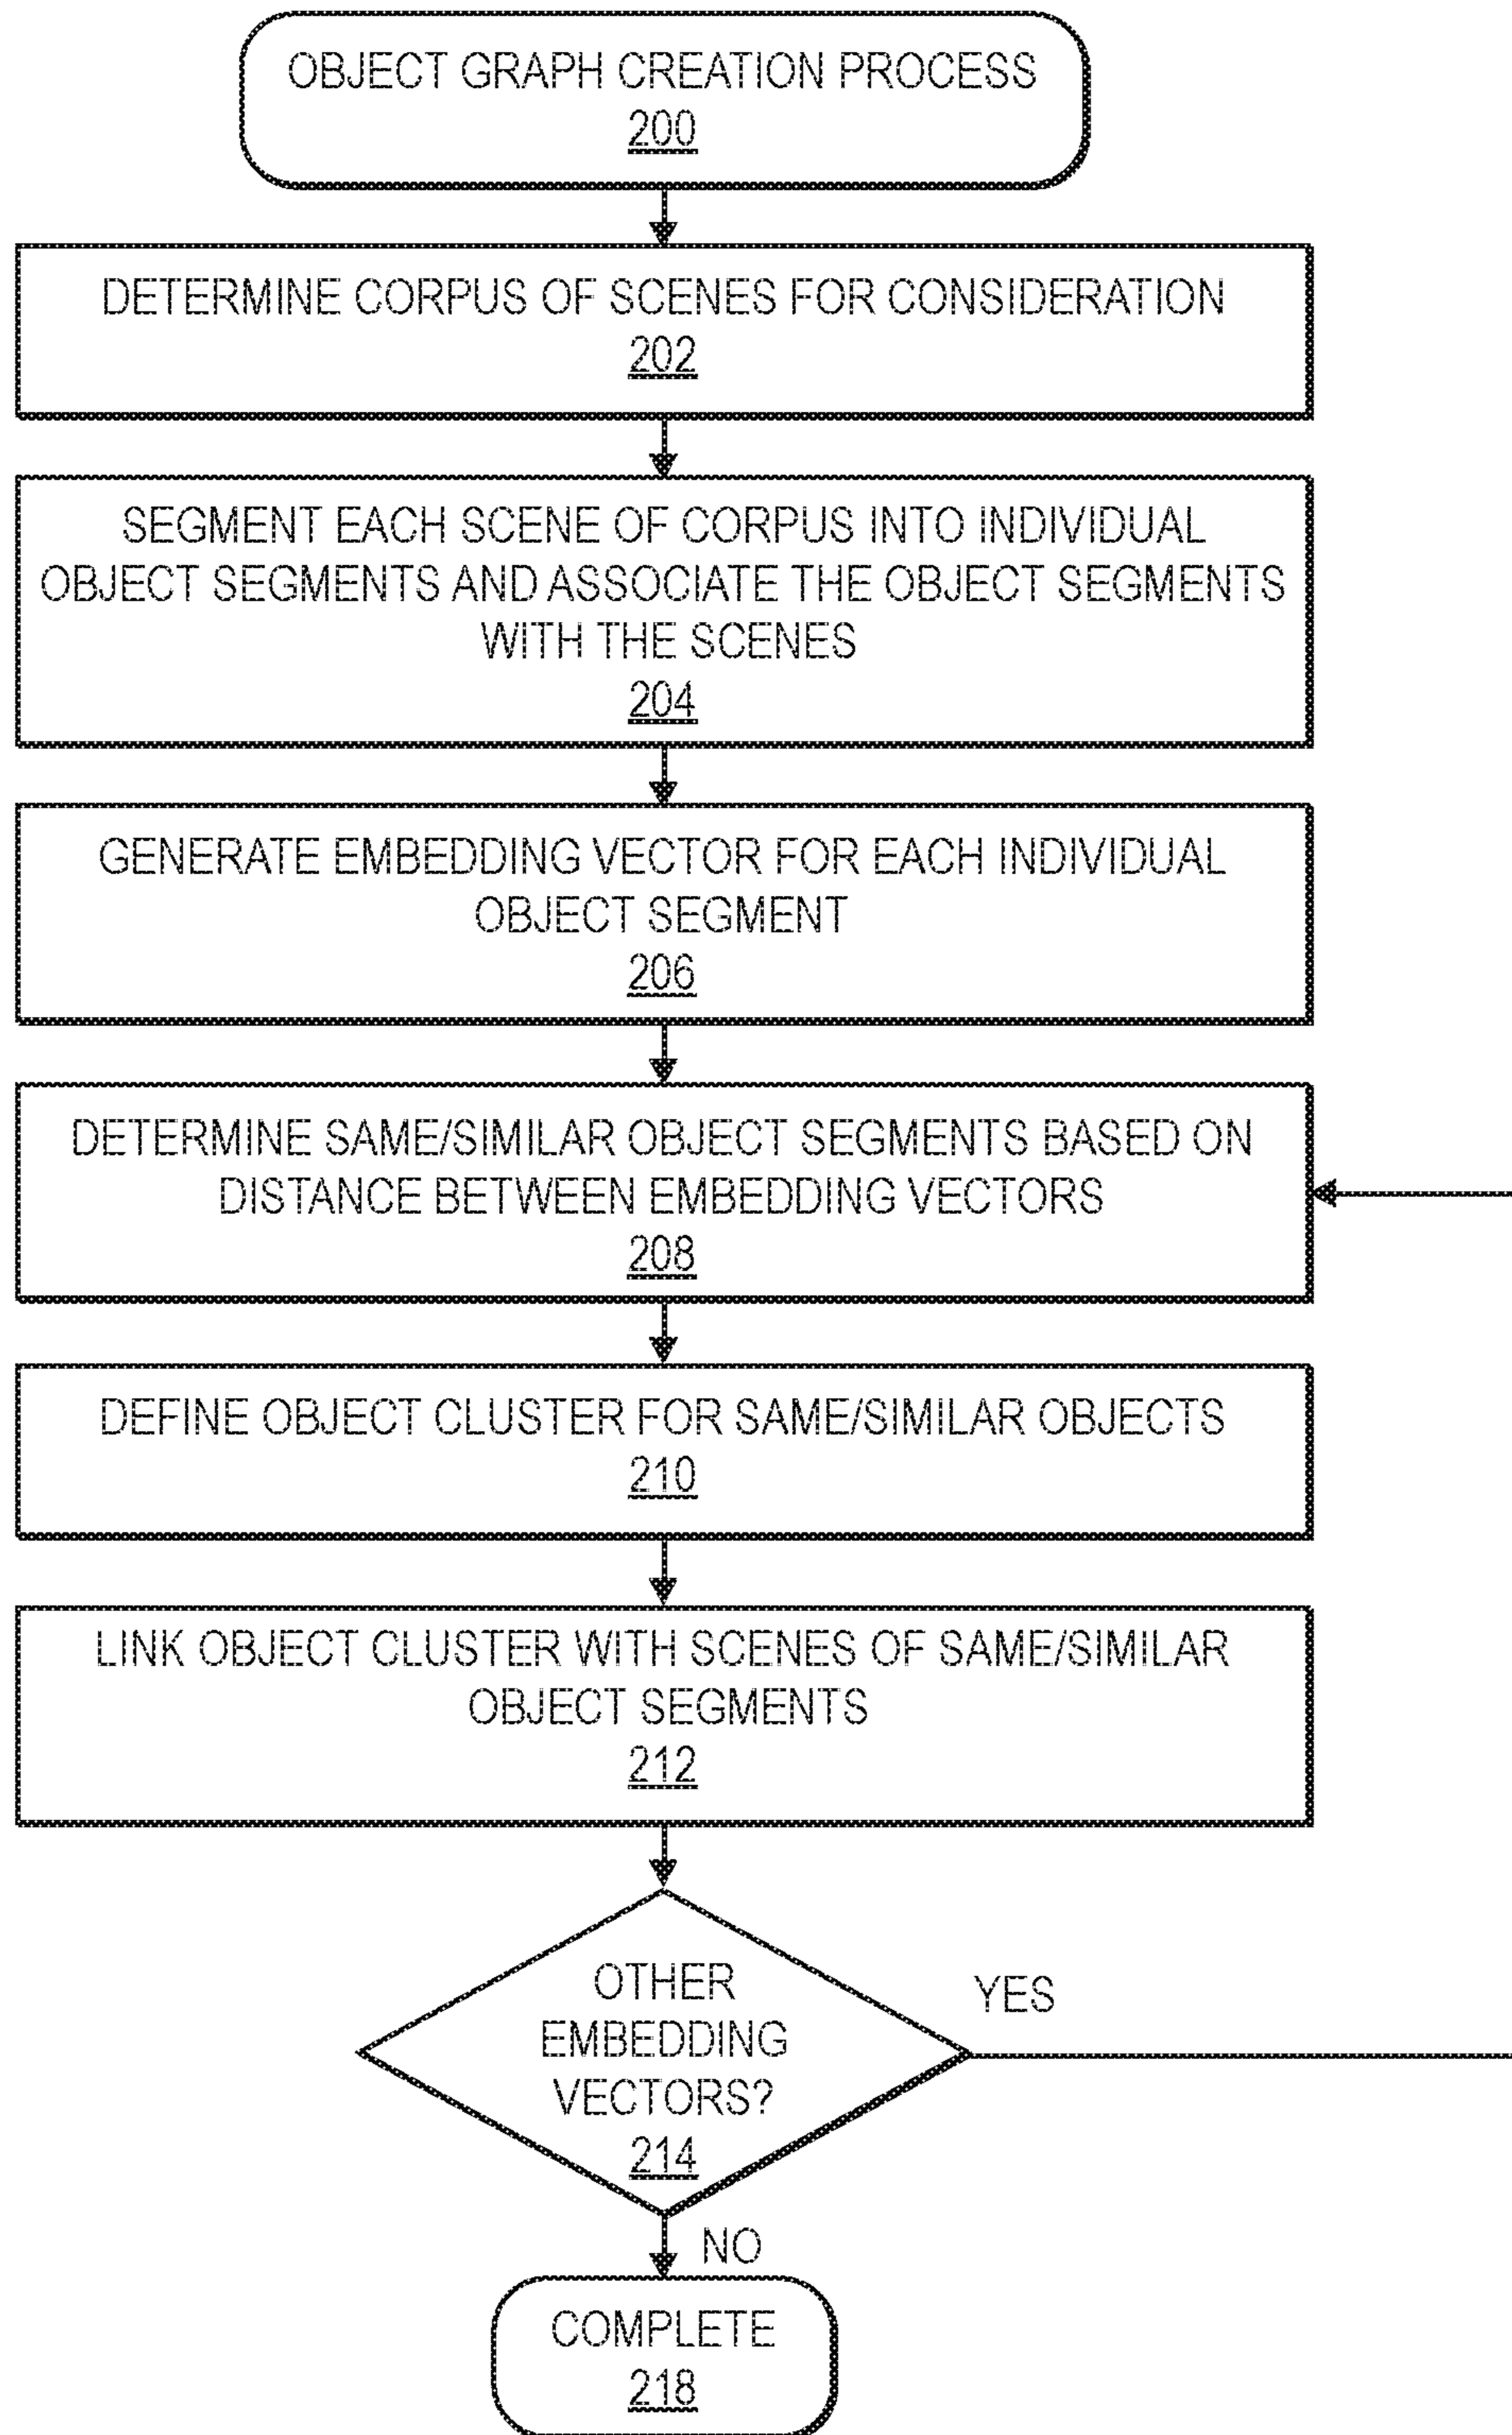 OBJECT GRAPH CREATION PROCESS
200
DETERMINE CORPUS OF SCENES FOR CONSIDERATION
202
SEGMENT EACH SCENE OF CORPUS INTO INDIVIDUAL
OBJECT SEGMENTS AND ASSOCIATE THE OBJECT SEGMENTS
WITH THE SCENES
204
GENERATE EMBEDDING VECTOR FOR EACH INDIVIDUAL
OBJECT SEGMENT
206
DETERMINE SAME/SIMILAR OBJECT SEGMENTS BASED ON
DISTANCE BETWEEN EMBEDDING VECTORS
208
DEFINE OBJECT CLUSTER FOR SAME/SIMILAR OBJECTS
210
LINK OBJECT CLUSTER WITH SCENES OF SAME/SIMILAR
OBJECT SEGMENTS
212
OTHER
EMBEDDING
VECTORS?
214
YES
NO
COMPLETE
218